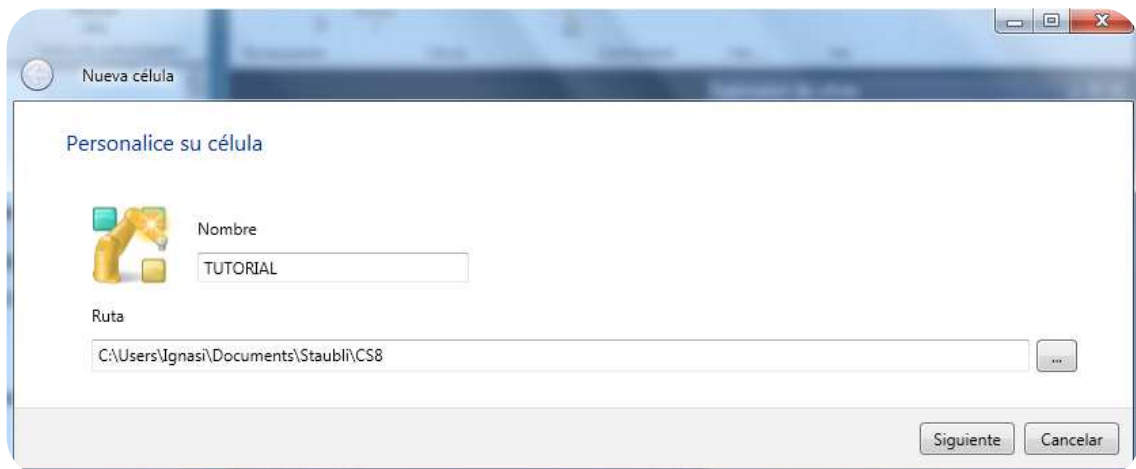 Nueva célula
Personalice su célula
Nombre
TUTORIAL
Ruta
C:\Users\Ignasi\Documents\Staubli\CS8
...
Siguiente
Cancelar